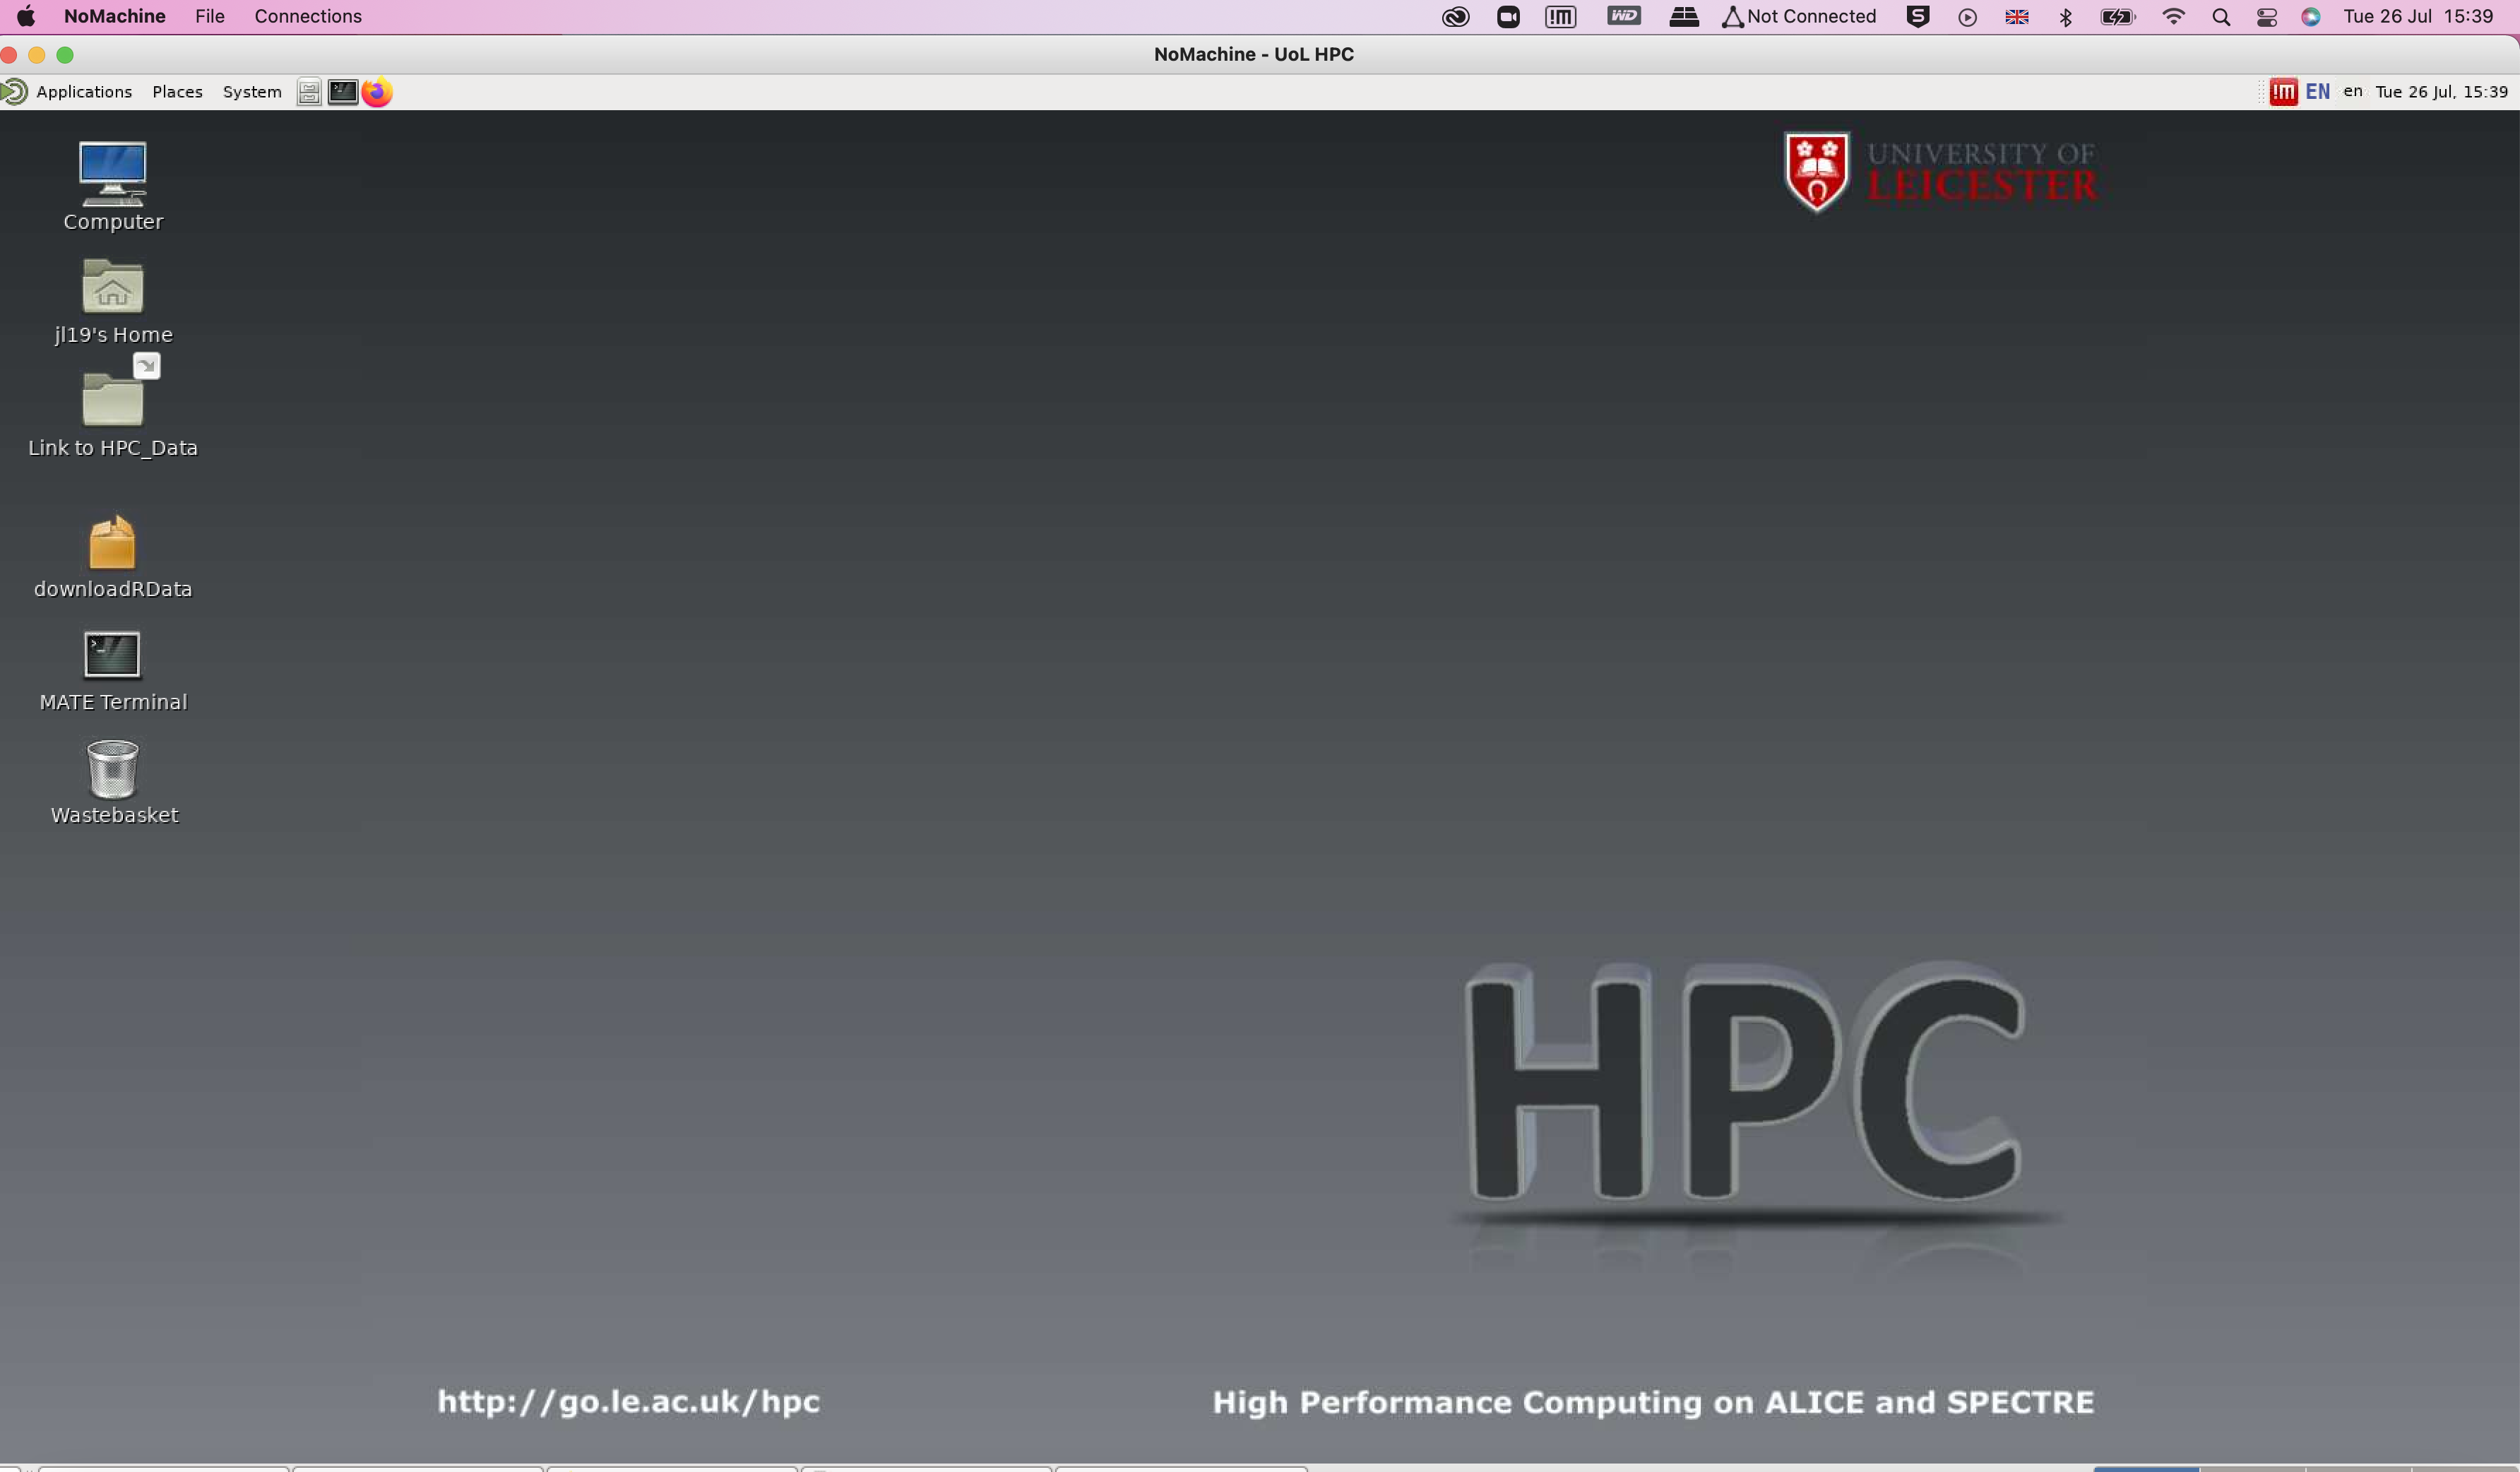 NoMachine File Connections Not Connected Tue 26 Jul 15:39
NoMachine - UoL HPC
Applications Places System !M EN en Tue 26 Jul, 15:39
UNIVERSITY OF
LEICESTER
Computer
jl19's Home
Link to HPC_Data
downloadRData
MATE Terminal
Wastebasket
HPC
http://go.le.ac.uk/hpc
High Performance Computing on ALICE and SPECTRE